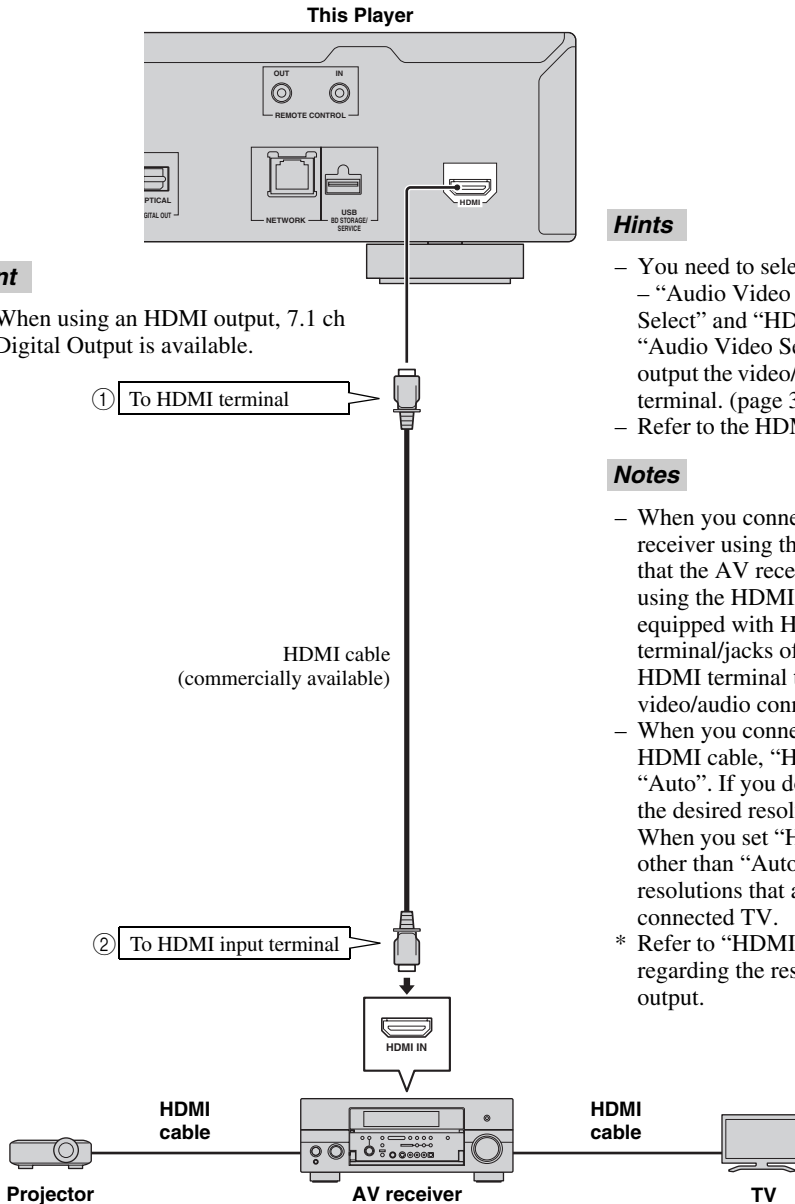 This Player
OUT
IN
REMOTE CONTROL
NETWORK
USB
BD STORAGE/
SERVICE
HDMI
When using an HDMI output, 7.1 ch
Digital Output is available.
① To HDMI terminal
HDMI cable
(commercially available)
② To HDMI input terminal
HDMI IN
HDMI
cable
HDMI
cable
Projector
AV receiver
TV
Hints
– You need to sele
– “Audio Video
Select” and “HD
“Audio Video Se
output the video/
terminal. (page 3
– Refer to the HDM
Notes
– When you conne
receiver using th
that the AV rece
using the HDMI
equipped with H
terminal/jacks of
HDMI terminal
video/audio conn
– When you conne
HDMI cable, “H
“Auto”. If you d
the desired resol
When you set “H
other than “Auto
resolutions that a
connected TV.
* Refer to “HDMI
regarding the res
output.